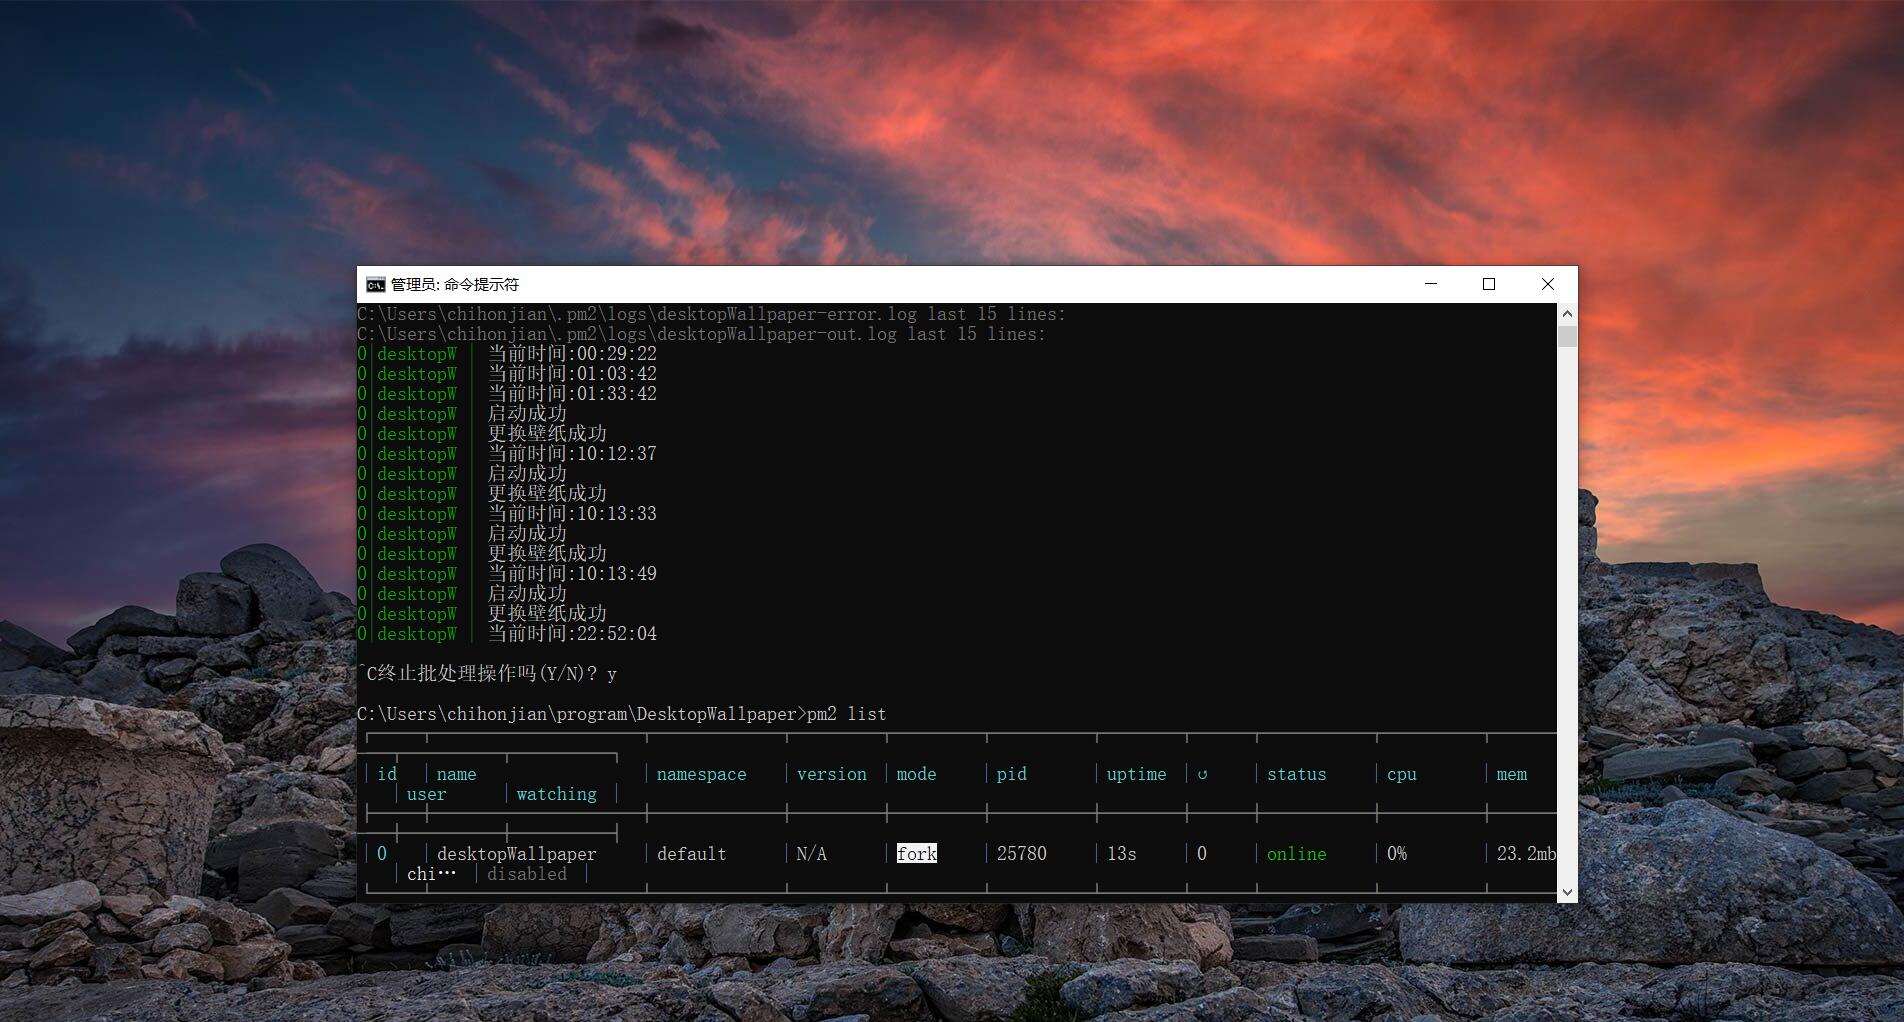 管理员: 命令提示符
C:\Users\chihonjian\.pm2\logs\desktopWallpaper-error.log last 15 lines:
C:\Users\chihonjian\.pm2\logs\desktopWallpaper-out.log last 15 lines:
0|desktopW | 当前时间:00:29:22
0|desktopW | 当前时间:01:03:42
0|desktopW | 当前时间:01:33:42
0|desktopW | 启动成功
0|desktopW | 更换壁纸成功
0|desktopW | 当前时间:10:12:37
0|desktopW | 启动成功
0|desktopW | 更换壁纸成功
0|desktopW | 当前时间:10:13:33
0|desktopW | 启动成功
0|desktopW | 更换壁纸成功
0|desktopW | 当前时间:10:13:49
0|desktopW | 启动成功
0|desktopW | 更换壁纸成功
0|desktopW | 当前时间:22:52:04
^C终止批处理操作吗(Y/N)? y
C:\Users\chihonjian\program\DesktopWallpaper>pm2 list
│ id │ name │ namespace │ version │ mode │ pid │ uptime │ ↺ │ status │ cpu │ mem
│ user │ watching │
│ 0 │ desktopWallpaper │ default │ N/A │ fork │ 25780 │ 13s │ 0 │ online │ 0% │ 23.2mb
│ chi… │ disabled │